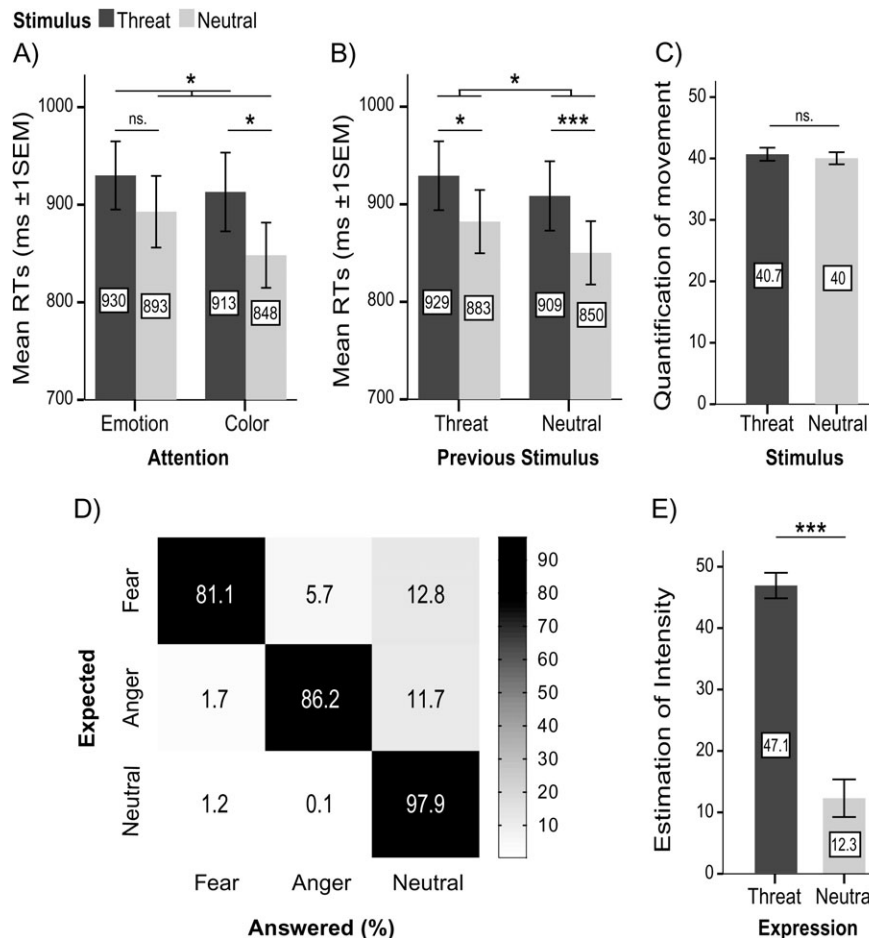 Stimulus Threat Neutral
A)
Mean RTs (ms ±1SEM)
1000
900
800
700
*
ns.
*
930
893
913
848
Emotion
Color
Attention
B)
Mean RTs (ms ±1SEM)
1000
900
800
700
*
*
***
929
883
909
850
Threat
Neutral
Previous Stimulus
C)
Quantification of movement
50
40
30
20
10
0
ns.
40.7
40
Threat
Neutral
Stimulus
D)
Expected
Fear
81.1
5.7
12.8
Anger
1.7
86.2
11.7
Neutral
1.2
0.1
97.9
Fear
Anger
Neutral
Answered (%)
90
80
70
60
50
40
30
20
10
E)
Estimation of Intensity
50
40
30
20
10
0
***
47.1
12.3
Threat
Neutra
Expression